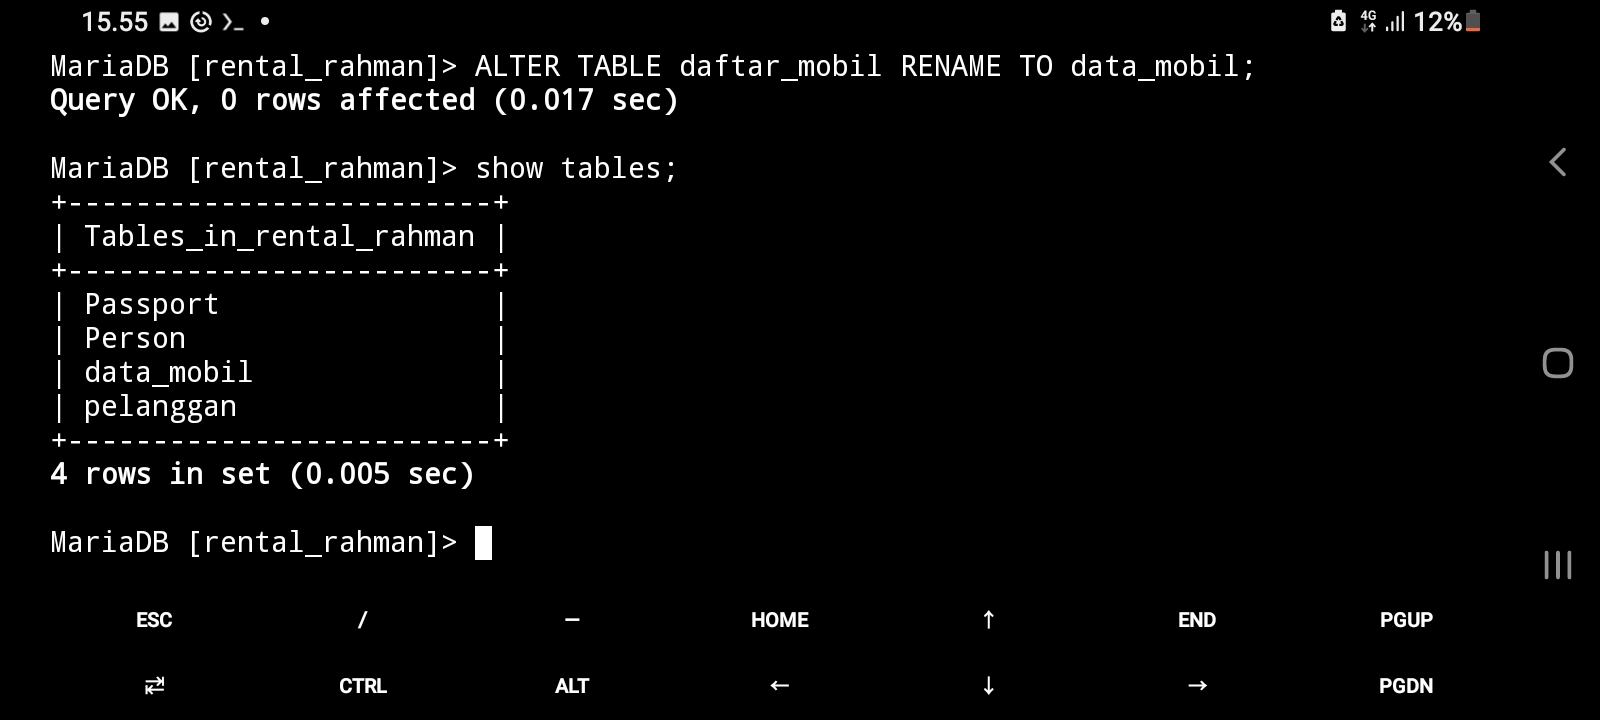 15.55 4G 12%
MariaDB [rental_rahman]> ALTER TABLE daftar_mobil RENAME TO data_mobil;
Query OK, 0 rows affected (0.017 sec)
MariaDB [rental_rahman]> show tables;
+-------------------------+
| Tables_in_rental_rahman |
+-------------------------+
| Passport                |
| Person                  |
| data_mobil              |
| pelanggan               |
+-------------------------+
4 rows in set (0.005 sec)
MariaDB [rental_rahman]>
ESC / – HOME ↑ END PGUP
⇄ CTRL ALT ← ↓ → PGDN